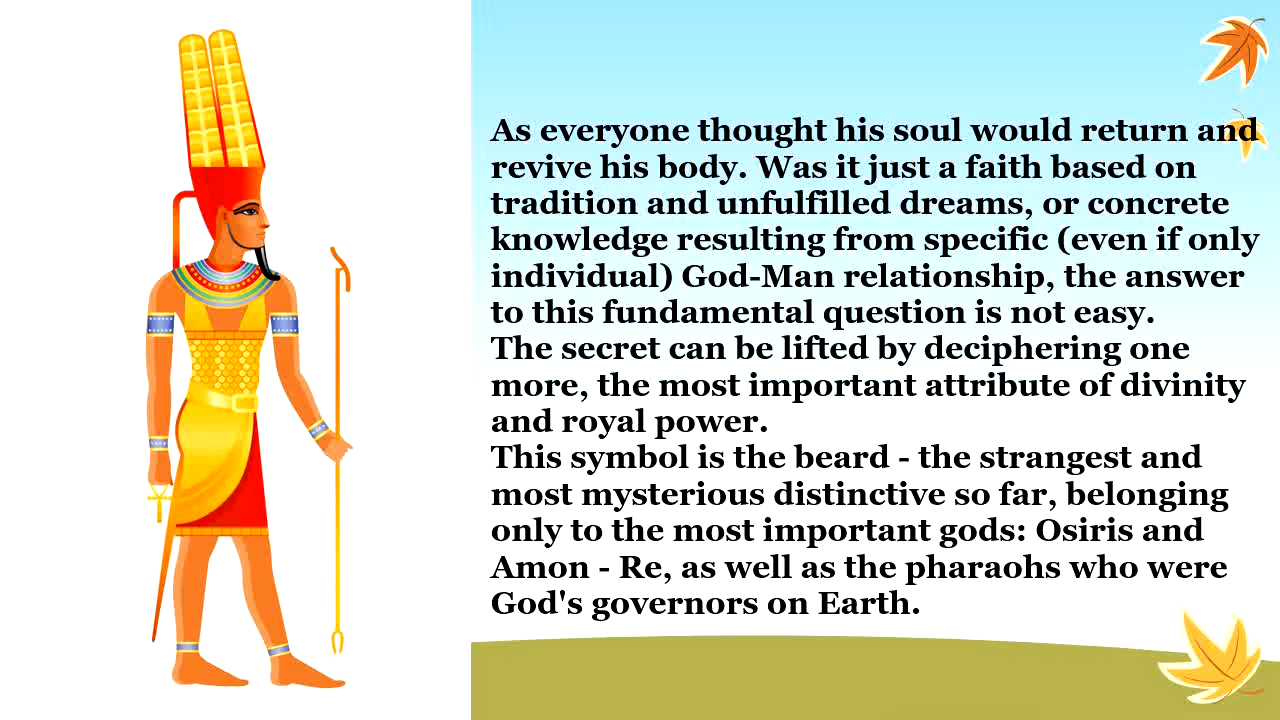 As everyone thought his soul would return and
revive his body. Was it just a faith based on
tradition and unfulfilled dreams, or concrete
knowledge resulting from specific (even if only
individual) God-Man relationship, the answer
to this fundamental question is not easy.
The secret can be lifted by deciphering one
more, the most important attribute of divinity
and royal power.
This symbol is the beard - the strangest and
most mysterious distinctive so far, belonging
only to the most important gods: Osiris and
Amon - Re, as well as the pharaohs who were
God's governors on Earth.